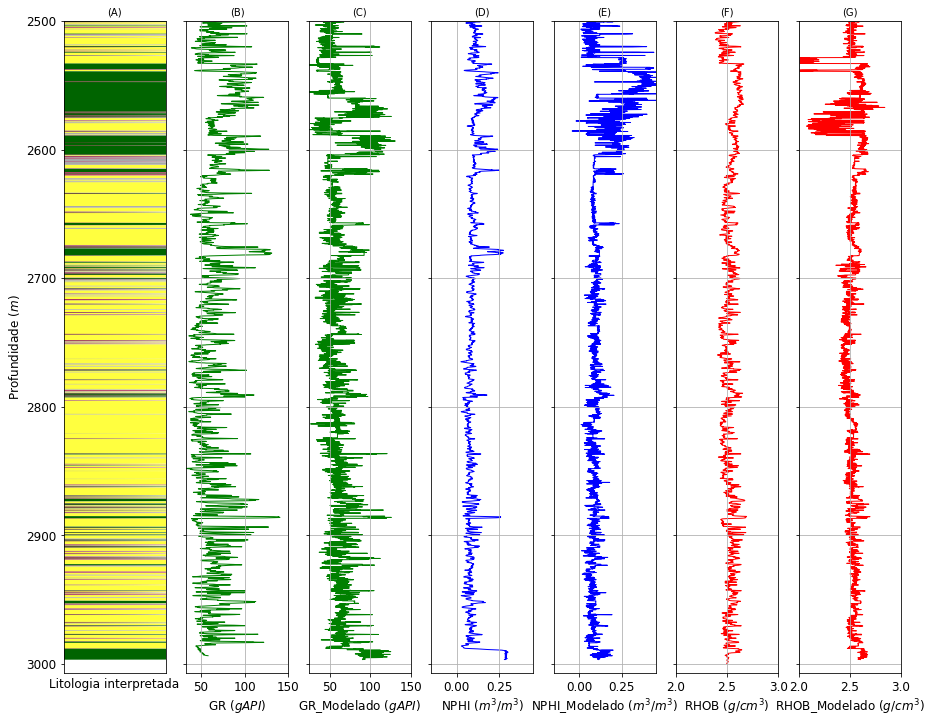 (A) (B) (C) (D) (E) (F) (G)
2500
2600
2700
2800
2900
3000
Profundidade (m)
50 100 150 50 100 150 0.00 0.25 0.00 0.25 2.0 2.5 3.0 2.0 2.5 3.0
Litologia interpretada GR (gAPI) GR_Modelado (gAPI) NPHI (m³/m³) NPHI_Modelado (m³/m³) RHOB (g/cm³) RHOB_Modelado (g/cm³)